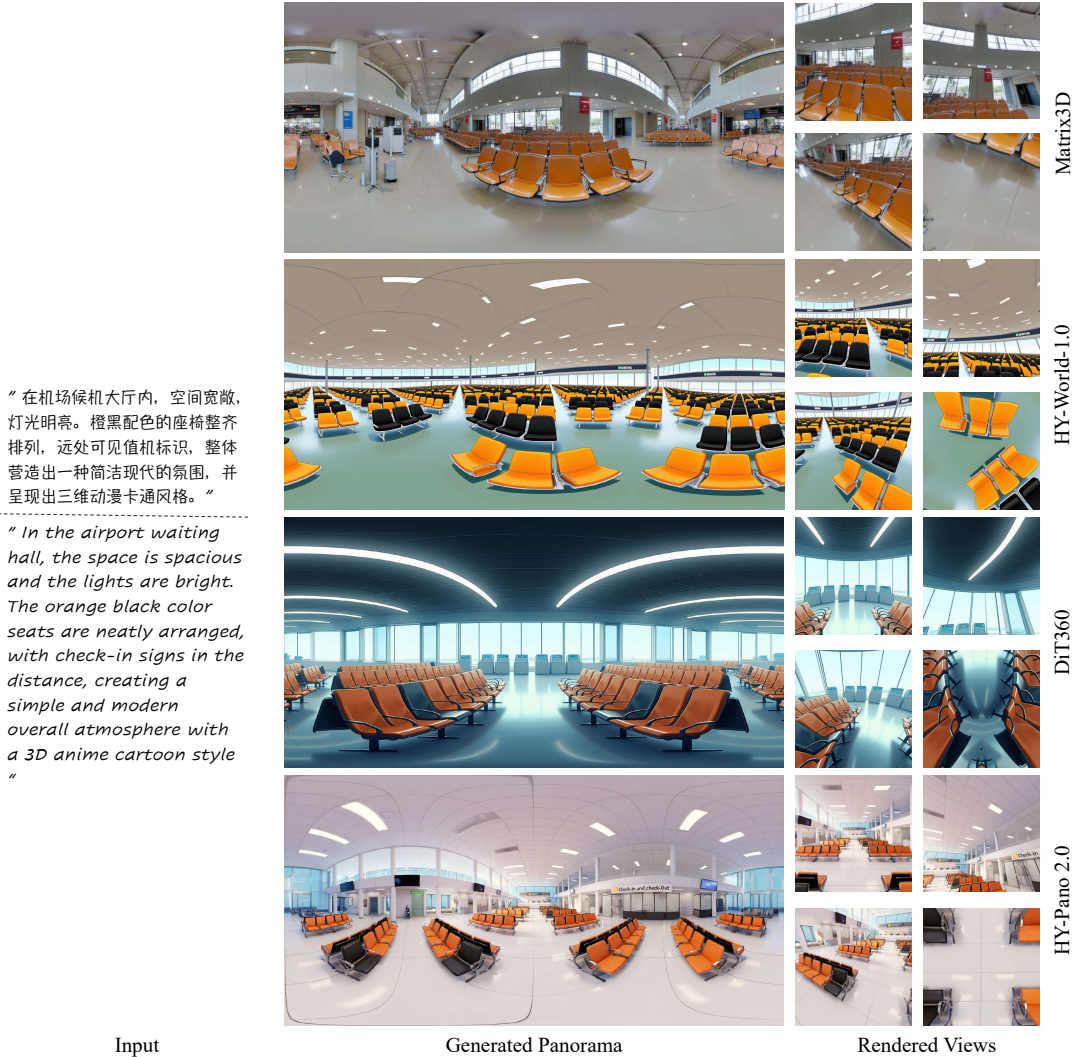 Matrix3D
HY-World-1.0
〃在机场候机大厅内，空间宽敞，
灯光明亮。橙黑配色的座椅整齐
排列，远处可见值机标识，整体
营造出一种简洁现代的氛围，并
呈现出三维动漫卡通风格。〃
〃 In the airport waiting
hall, the space is spacious
and the lights are bright.
The orange black color
seats are neatly arranged,
with check-in signs in the
distance, creating a
simple and modern
overall atmosphere with
a 3D anime cartoon style
〃
DiT360
Check-in and check-Out
Check-in
HY-Pano 2.0
Input
Generated Panorama
Rendered Views